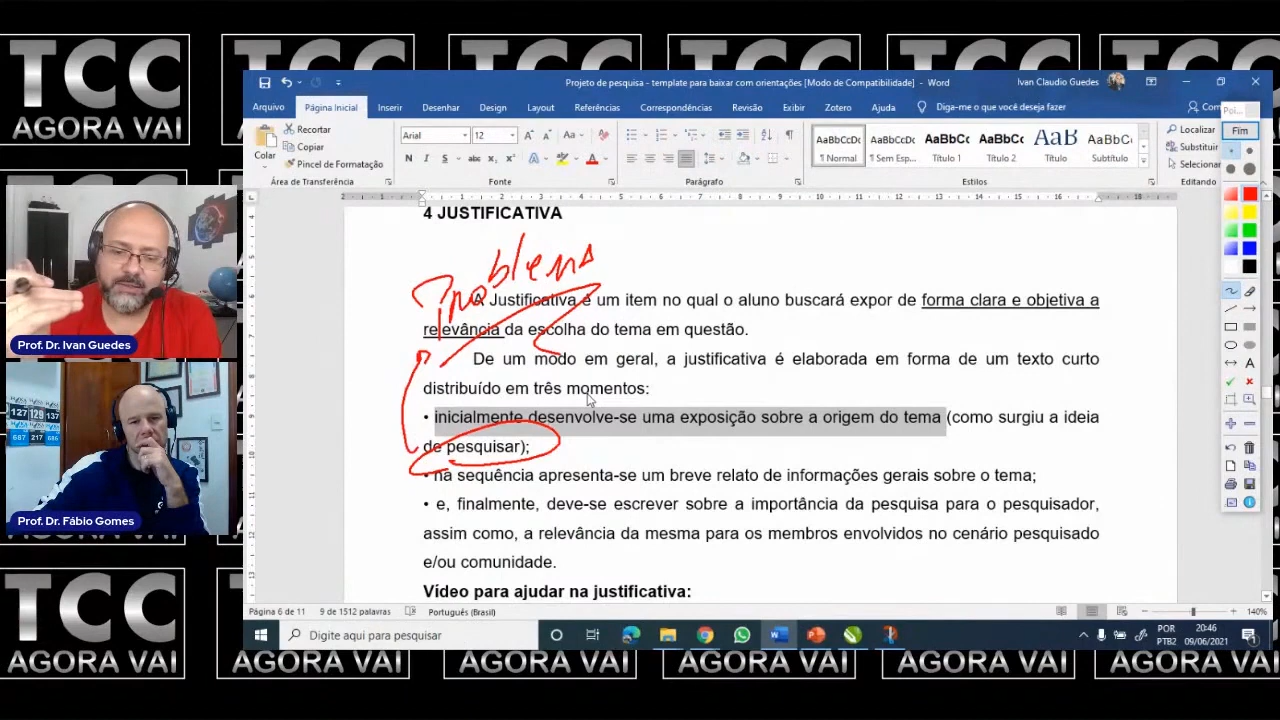 TCC
AGORA VAI
Projeto de pesquisa - template para baixar com orientações [Modo de Compatibilidade] - Word
Ivan Claudio Guedes
Arquivo Página Inicial Inserir Desenhar Design Layout Referências Correspondências Revisão Exibir Zotero Ajuda Diga-me o que você deseja fazer
Colar
Recortar
Copiar
Pincel de Formatação
Área de Transferência
Arial 12
Fonte
Parágrafo
AaBbCcDc AaBbCcDc AaBbCc AaBbCc AaB AaBbCcD
¶ Normal ¶ Sem Esp... Título 1 Título 2 Título Subtítulo
Estilos
Localizar
Substituir
Selecionar
Editando
Fim
4 JUSTIFICATIVA
Problema
A Justificativa é um item no qual o aluno buscará expor de forma clara e objetiva a
relevância da escolha do tema em questão.
De um modo em geral, a justificativa é elaborada em forma de um texto curto
distribuído em três momentos:
• inicialmente desenvolve-se uma exposição sobre a origem do tema (como surgiu a ideia
de pesquisar);
• na sequência apresenta-se um breve relato de informações gerais sobre o tema;
• e, finalmente, deve-se escrever sobre a importância da pesquisa para o pesquisador,
assim como, a relevância da mesma para os membros envolvidos no cenário pesquisado
e/ou comunidade.
Vídeo para ajudar na justificativa:
Prof. Dr. Ivan Guedes
Prof. Dr. Fábio Gomes
Página 6 de 11 9 de 1512 palavras Português (Brasil) 140%
Digite aqui para pesquisar
POR
PTB2
20:46
09/06/2021